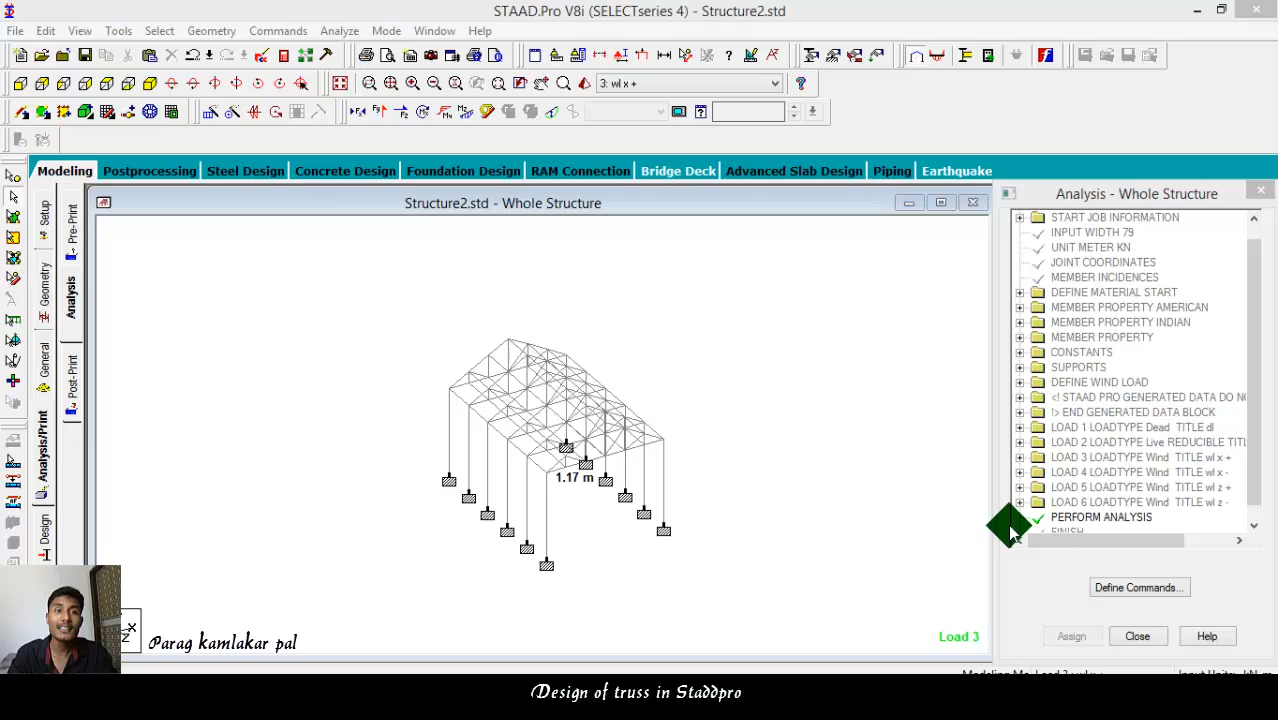 STAAD.Pro V8i (SELECTseries 4) - Structure2.std
File Edit View Tools Select Geometry Commands Analyze Mode Window Help
3: wl x +
Modeling Postprocessing Steel Design Concrete Design Foundation Design RAM Connection Bridge Deck Advanced Slab Design Piping Earthquake
Structure2.std - Whole Structure
Setup
Geometry
General
Analysis/Print
Design
Pre-Print
Analysis
Post-Print
1.17 m
Load 3
Analysis - Whole Structure
START JOB INFORMATION
INPUT WIDTH 79
UNIT METER KN
JOINT COORDINATES
MEMBER INCIDENCES
DEFINE MATERIAL START
MEMBER PROPERTY AMERICAN
MEMBER PROPERTY INDIAN
MEMBER PROPERTY
CONSTANTS
SUPPORTS
DEFINE WIND LOAD
<! STAAD PRO GENERATED DATA DO NO
!> END GENERATED DATA BLOCK
LOAD 1 LOADTYPE Dead TITLE dl
LOAD 2 LOADTYPE Live REDUCIBLE TITL
LOAD 3 LOADTYPE Wind TITLE wl x +
LOAD 4 LOADTYPE Wind TITLE wl x -
LOAD 5 LOADTYPE Wind TITLE wl z +
LOAD 6 LOADTYPE Wind TITLE wl z -
PERFORM ANALYSIS
FINISH
Define Commands...
Assign Close Help
x
z
Parag kamlakar pal
Design of truss in Staddpro